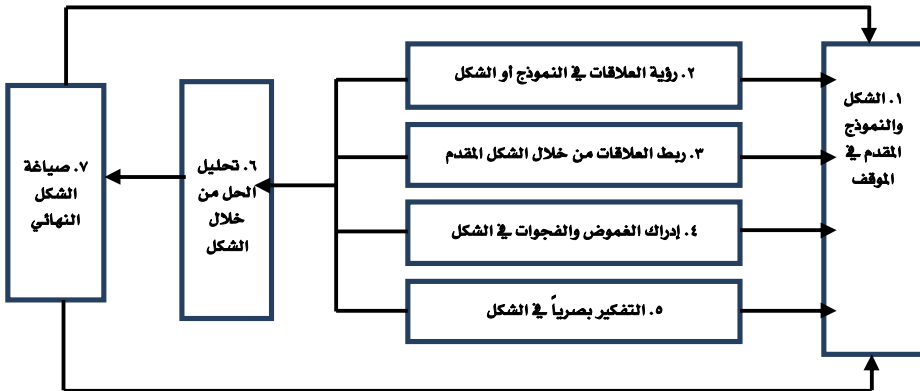 ١. الشكل
والنموذج
المقدم في
الموقف
٢. رؤية العلاقات في النموذج أو الشكل
٣. ربط العلاقات من خلال الشكل المقدم
٤. إدراك الغموض والفجوات في الشكل
٥. التفكير بصرياً في الشكل
٦. تحليل
الحل من
خلال
الشكل
٧. صياغة
الشكل
النهائي